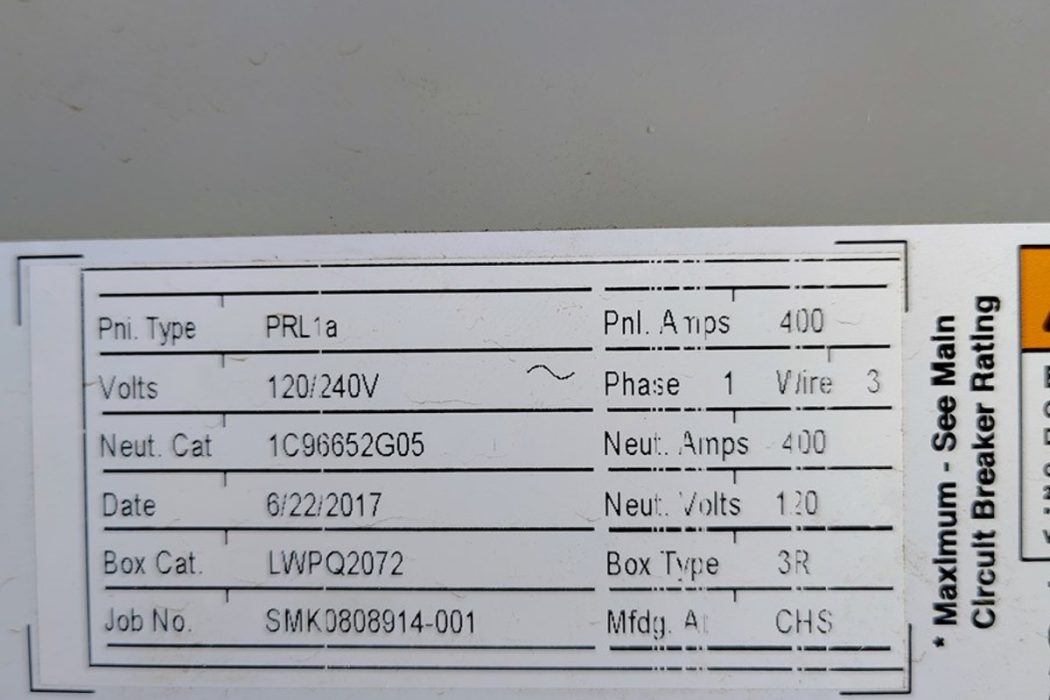 Pnl. Type PRL1a Pnl. Amps 400
Volts 120/240V Phase 1 Wire 3
Neut. Cat 1C96652G05 Neut. Amps 400
Date 6/22/2017 Neut. Volts 120
Box Cat. LWPQ2072 Box Type 3R
Job No. SMK0808914-001 Mfdg. At CHS
* Maximum - See Main
Circuit Breaker Rating